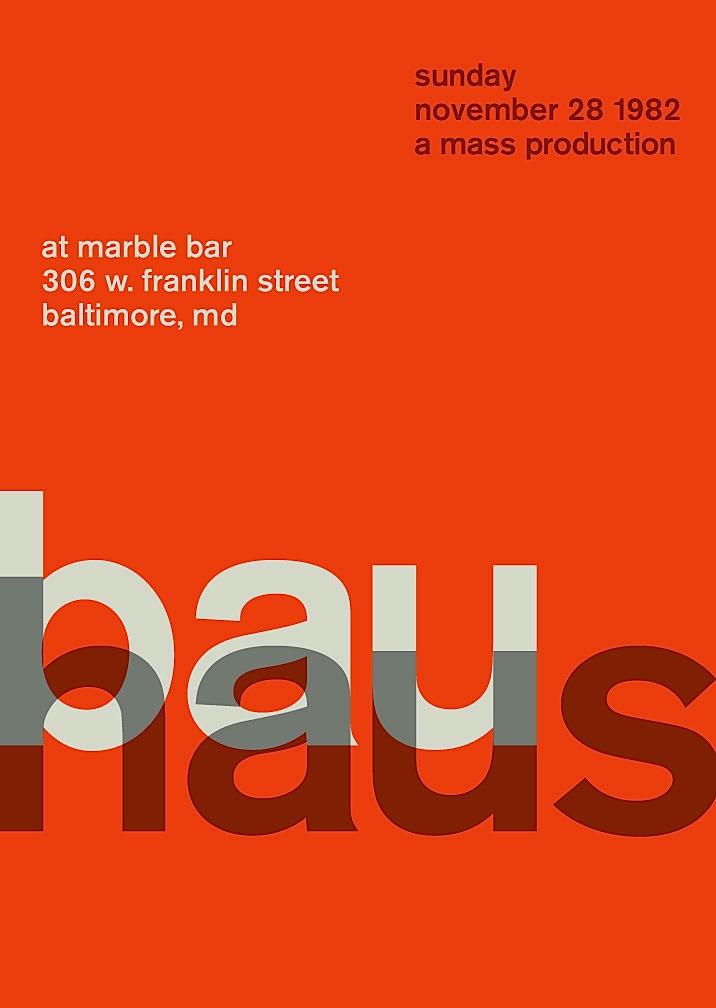 sunday
november 28 1982
a mass production
at marble bar
306 w. franklin street
baltimore, md
bau
haus